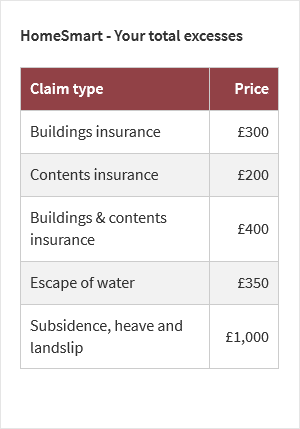 HomeSmart - Your total excesses
Claim type Price
Buildings insurance £300
Contents insurance £200
Buildings & contents
insurance £400
Escape of water £350
Subsidence, heave and
landslip £1,000